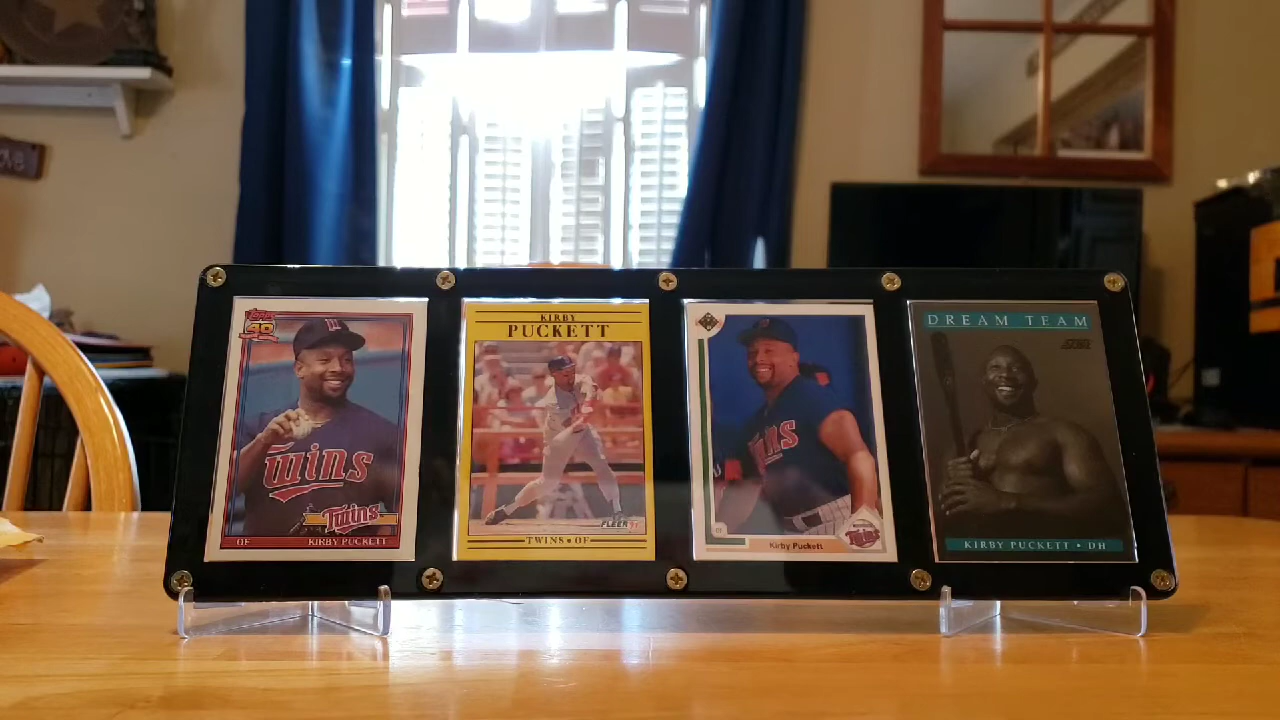 Topps
40
Twins
Twins
OF
KIRBY PUCKETT
KIRBY
PUCKETT
FLEER '91
TWINS • OF
Twins
OF
Kirby Puckett
Twins
DREAM TEAM
SCORE
KIRBY PUCKETT • DH